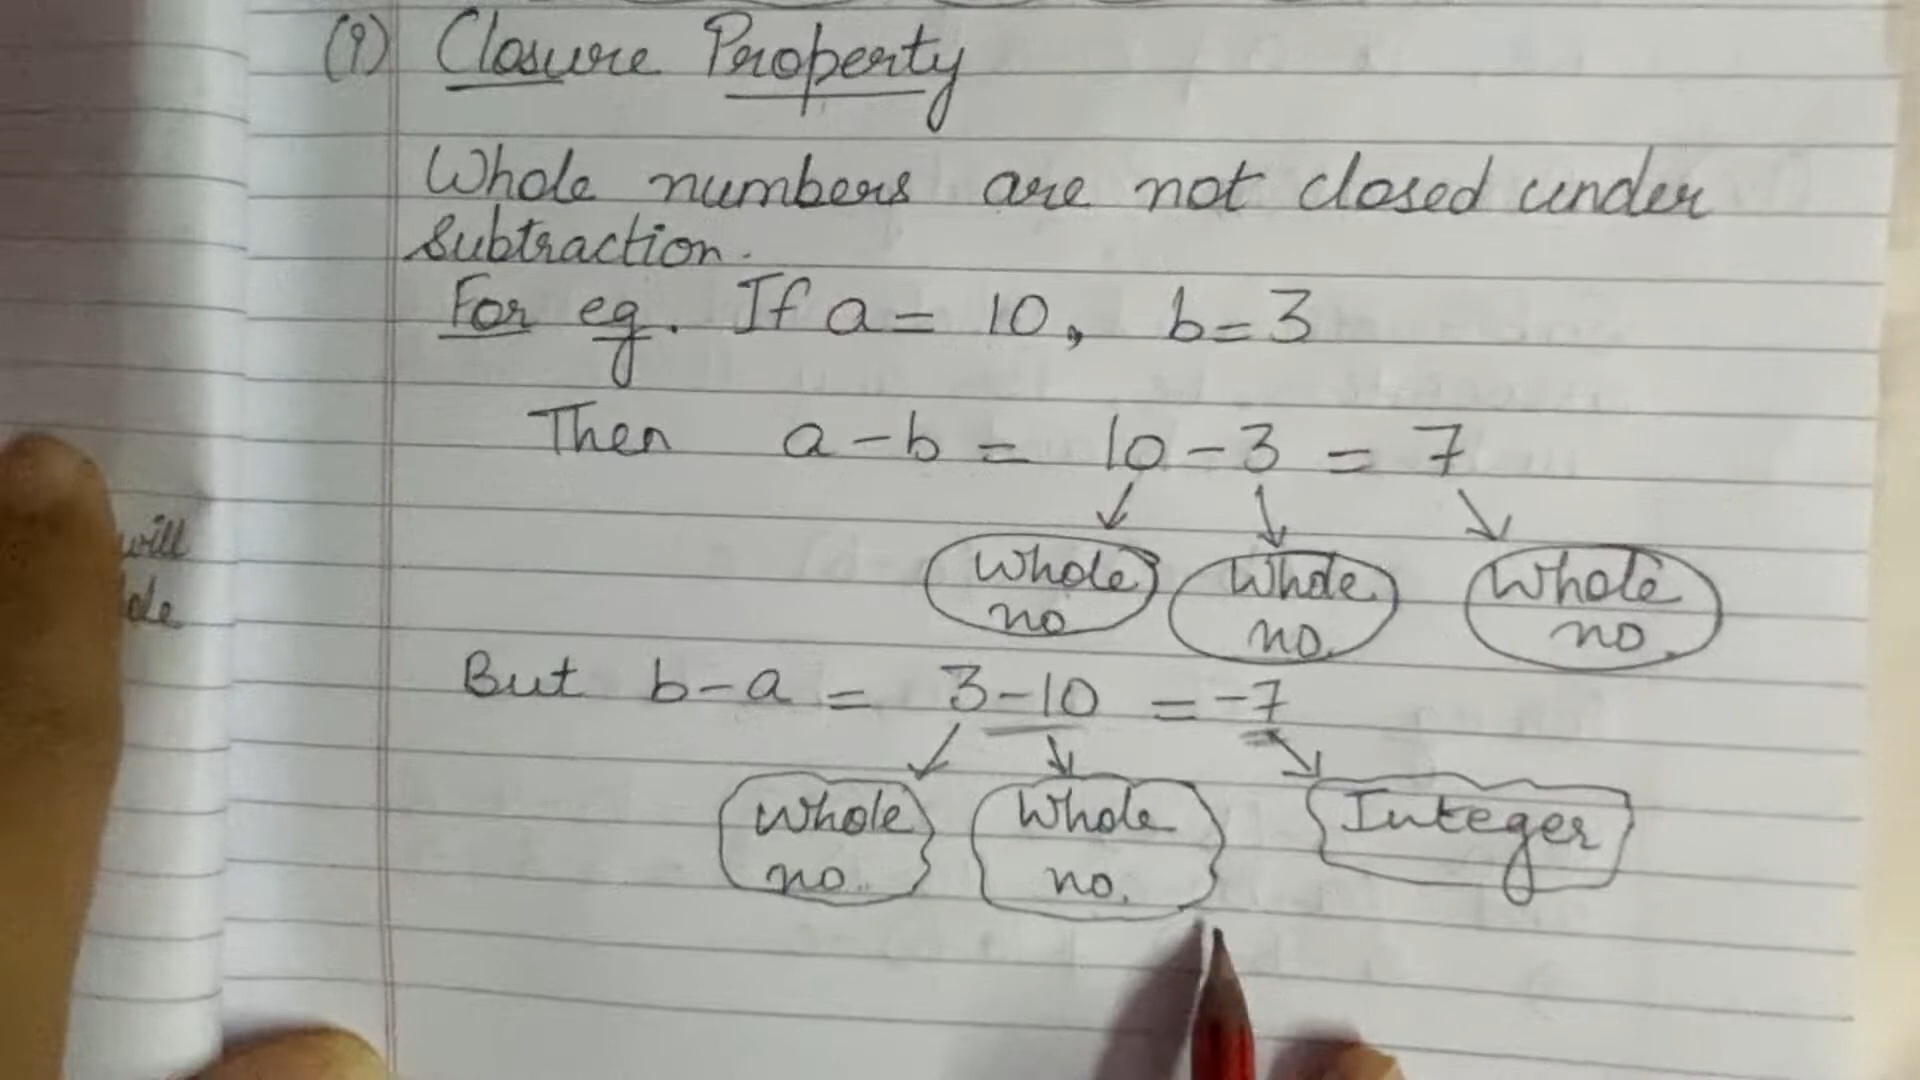 (i) Closure Property
Whole numbers are not closed under
subtraction.
For eg. If a = 10, b = 3
Then a - b = 10 - 3 = 7
Whole Whole Whole
no no. no.
will
But b - a = 3 - 10 = -7
Whole Whole Integer
no. no.